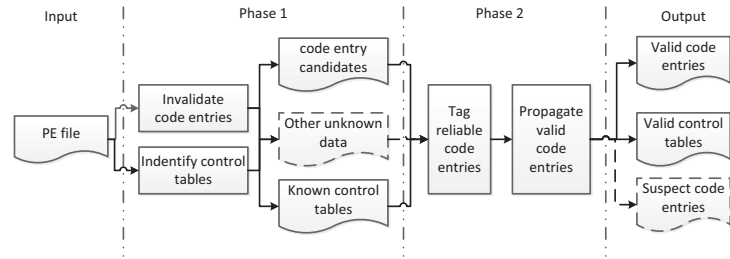 Input
Phase 1
Phase 2
Output
PE file
Invalidate
code entries
Indentify control
tables
code entry
candidates
Other unknown
data
Known control
tables
Tag
reliable
code
entries
Propagate
valid
code
entries
Valid code
entries
Valid control
tables
Suspect code
entries